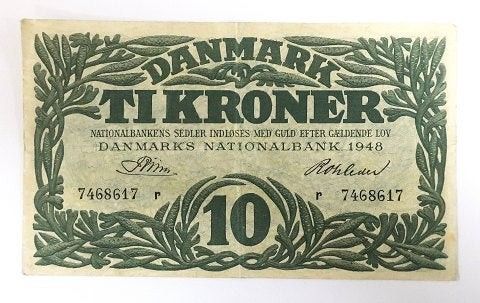 DANMARK
TI KRONER
NATIONALBANKENS SEDLER INDLØSES MED GULD EFTER GÆLDENDE LOV
DANMARKS NATIONALBANK 1948
7468617 r r 7468617
10